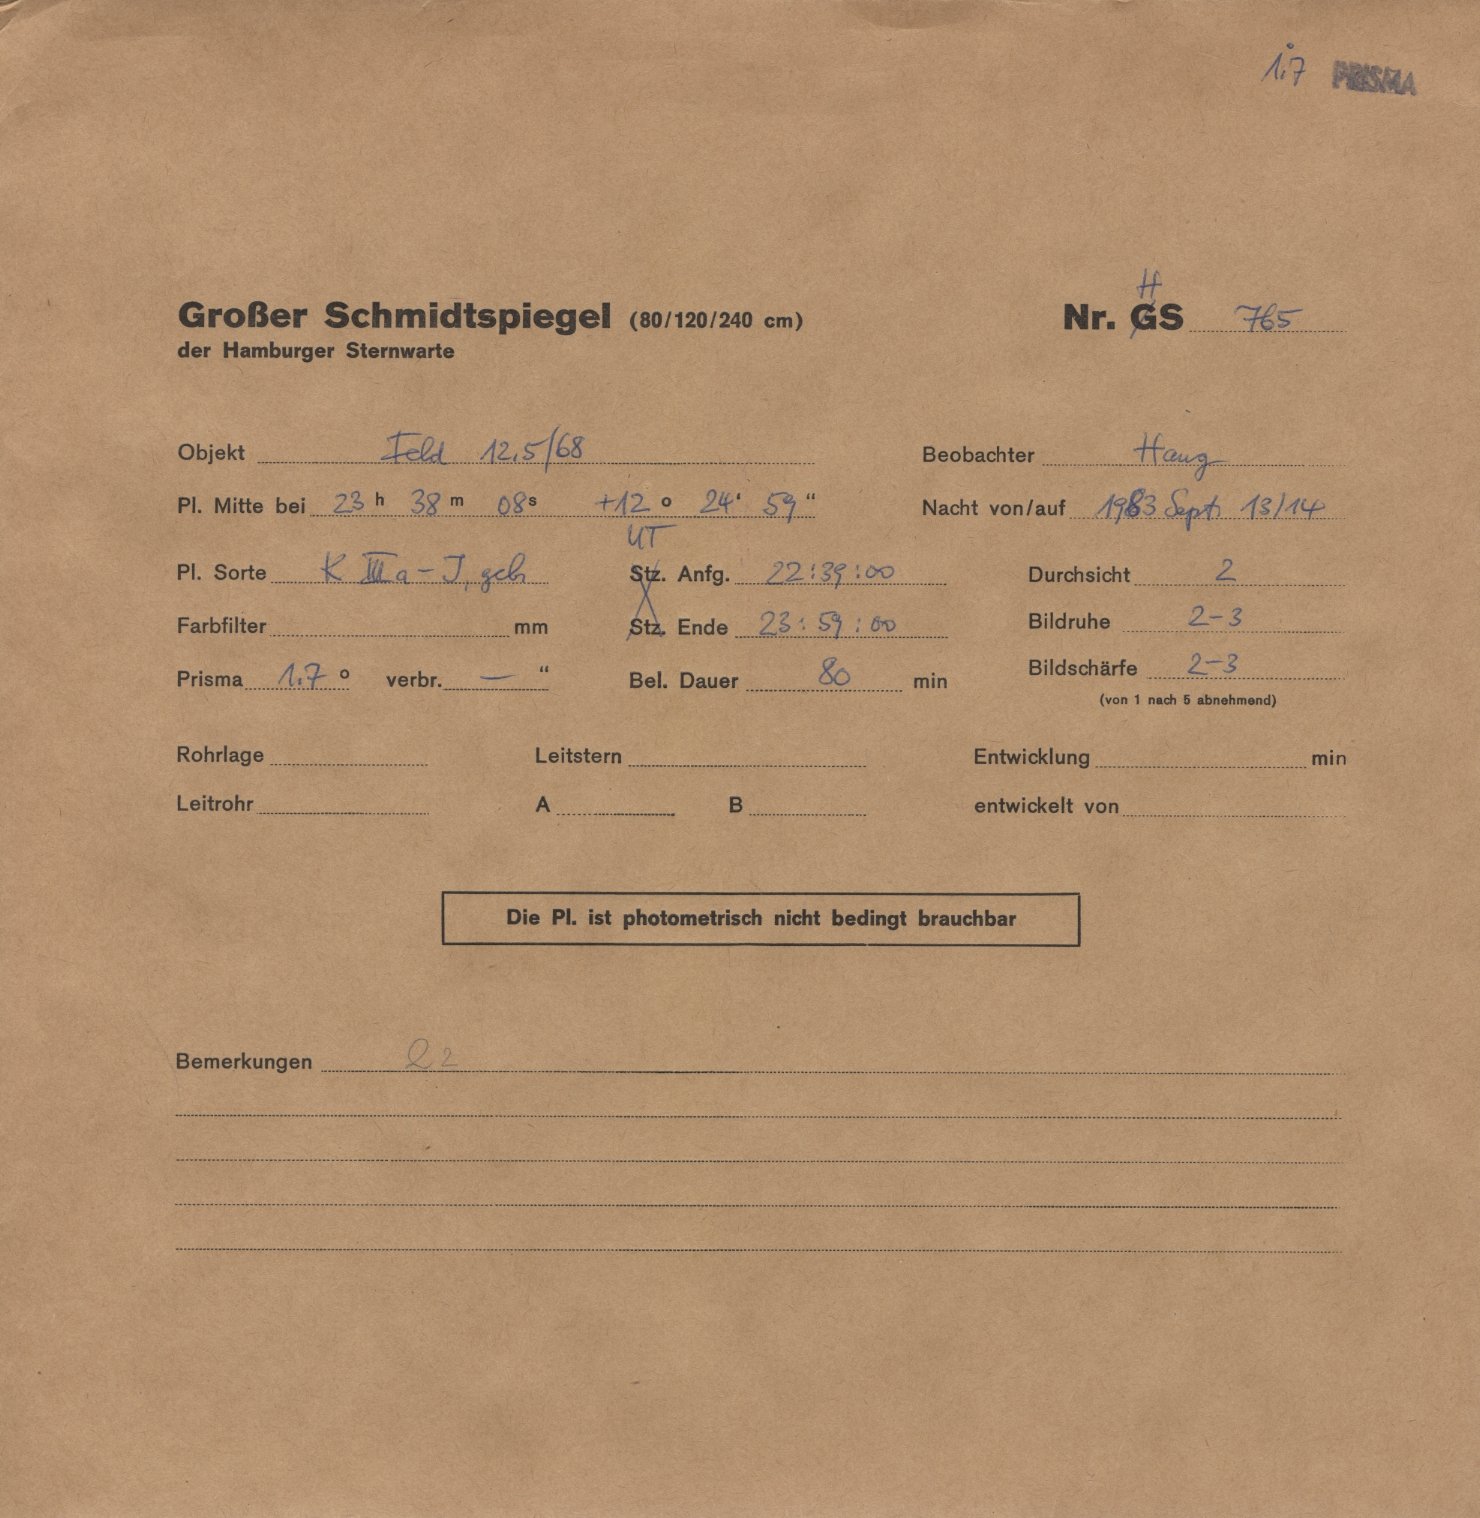 1°.7 PRISMA
H
Großer Schmidtspiegel (80/120/240 cm) Nr. GS 765
der Hamburger Sternwarte
Objekt Feld 12.5/68 Beobachter Haug
Pl. Mitte bei 23 h 38 m 08 s +12 o 24 ' 59 " Nacht von/auf 1983 Sept. 13/14
UT
Pl. Sorte K III a-J, geb Stz. Anfg. 22:39:00 Durchsicht 2
Farbfilter mm Stz. Ende 23:59:00 Bildruhe 2-3
Prisma 1.7 o verbr. — " Bel. Dauer 80 min Bildschärfe 2-3
(von 1 nach 5 abnehmend)
Rohrlage Leitstern Entwicklung min
Leitrohr A B entwickelt von
Die Pl. ist photometrisch nicht bedingt brauchbar
Bemerkungen Q 2